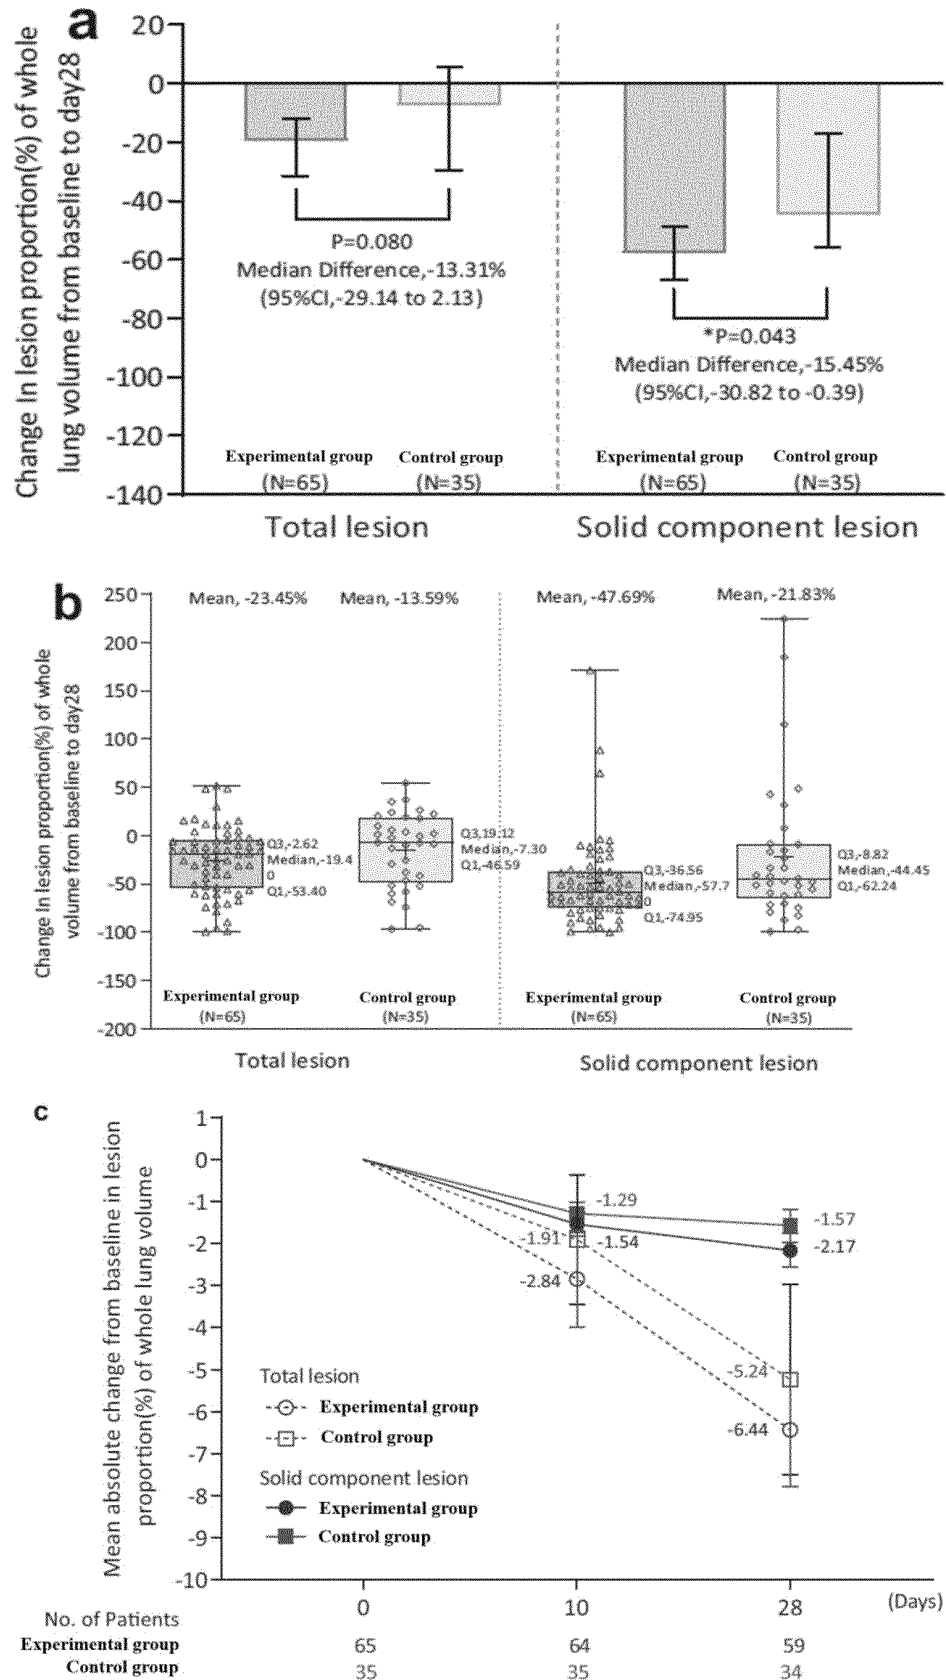 a
Change In lesion proportion(%) of whole
lung volume from baseline to day28
20
0
-20
-40
-60
-80
-100
-120
-140
P=0.080
Median Difference,-13.31%
(95%CI,-29.14 to 2.13)
*P=0.043
Median Difference,-15.45%
(95%CI,-30.82 to -0.39)
Experimental group
(N=65)
Control group
(N=35)
Experimental group
(N=65)
Control group
(N=35)
Total lesion
Solid component lesion
b
Change In lesion proportion(%) of whole
volume from baseline to day28
250
200
150
100
50
0
-50
-100
-150
-200
Mean, -23.45%
Mean, -13.59%
Mean, -47.69%
Mean, -21.83%
Q3,-2.62
Median,-19.4
0
Q1,-53.40
Q3,19.12
Median,-7.30
Q1,-46.59
Q3,-36.56
Median,-57.7
0
Q1,-74.95
Q3,-8.82
Median,-44.45
Q1,-62.24
Experimental group
(N=65)
Control group
(N=35)
Experimental group
(N=65)
Control group
(N=35)
Total lesion
Solid component lesion
c
Mean absolute change from baseline in lesion
proportion(%) of whole lung volume
1
0
-1
-2
-3
-4
-5
-6
-7
-8
-9
-10
-1.29
-1.91
-1.54
-2.84
-1.57
-2.17
-5.24
-6.44
Total lesion
Experimental group
Control group
Solid component lesion
Experimental group
Control group
0 10 28 (Days)
No. of Patients
Experimental group 65 64 59
Control group 35 35 34